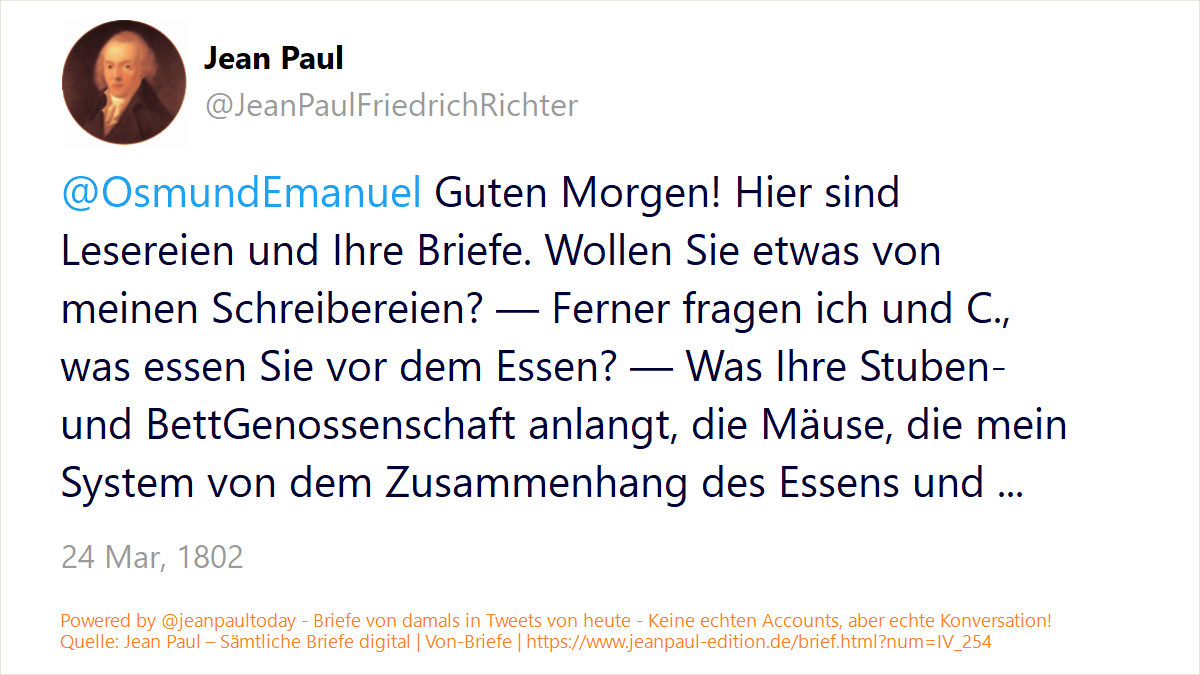 Jean Paul
@JeanPaulFriedrichRichter
@OsmundEmanuel Guten Morgen! Hier sind
Lesereien und Ihre Briefe. Wollen Sie etwas von
meinen Schreibereien? — Ferner fragen ich und C.,
was essen Sie vor dem Essen? — Was Ihre Stuben-
und BettGenossenschaft anlangt, die Mäuse, die mein
System von dem Zusammenhang des Essens und ...
24 Mar, 1802
Powered by @jeanpaultoday - Briefe von damals in Tweets von heute - Keine echten Accounts, aber echte Konversation!
Quelle: Jean Paul – Sämtliche Briefe digital | Von-Briefe | https://www.jeanpaul-edition.de/brief.html?num=IV_254